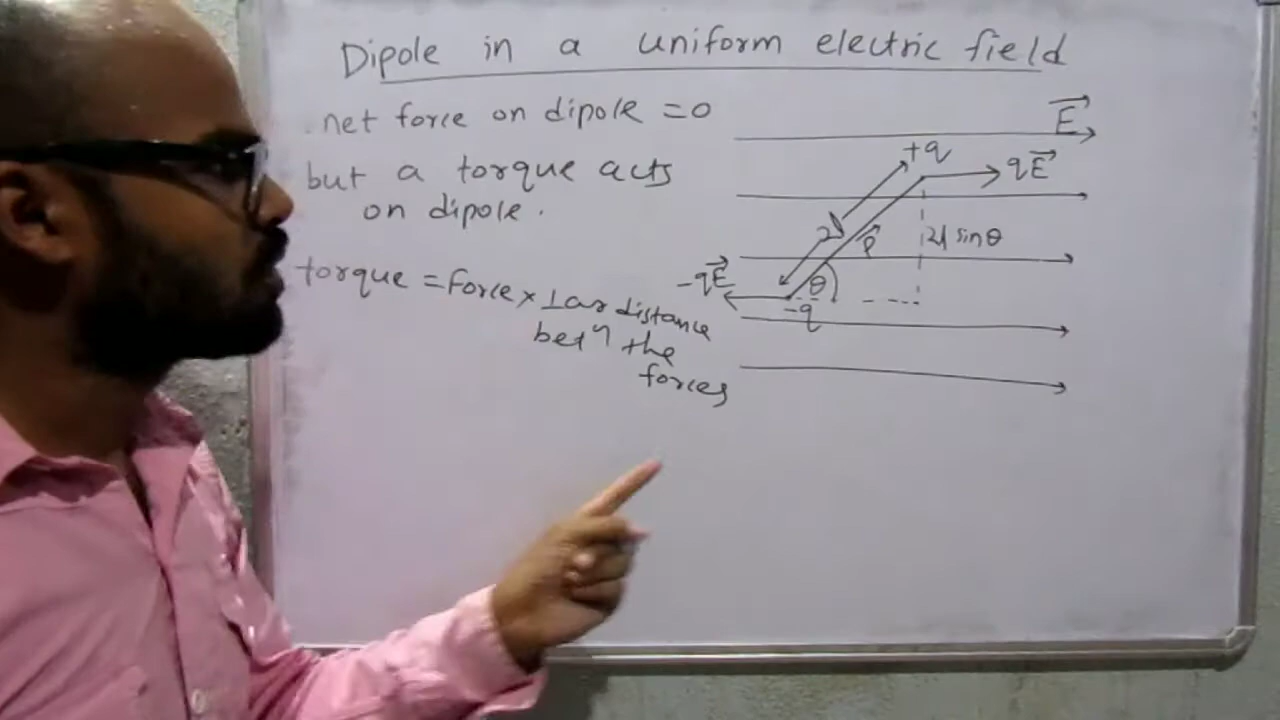 Dipole in a uniform electric field
net force on dipole = 0
but a torque acts
on dipole.
torque = Force × ⊥ar distance
betⁿ the
forces
E⃗
+q
qE⃗
2l
p⃗
2l sinθ
-qE⃗
θ
-q